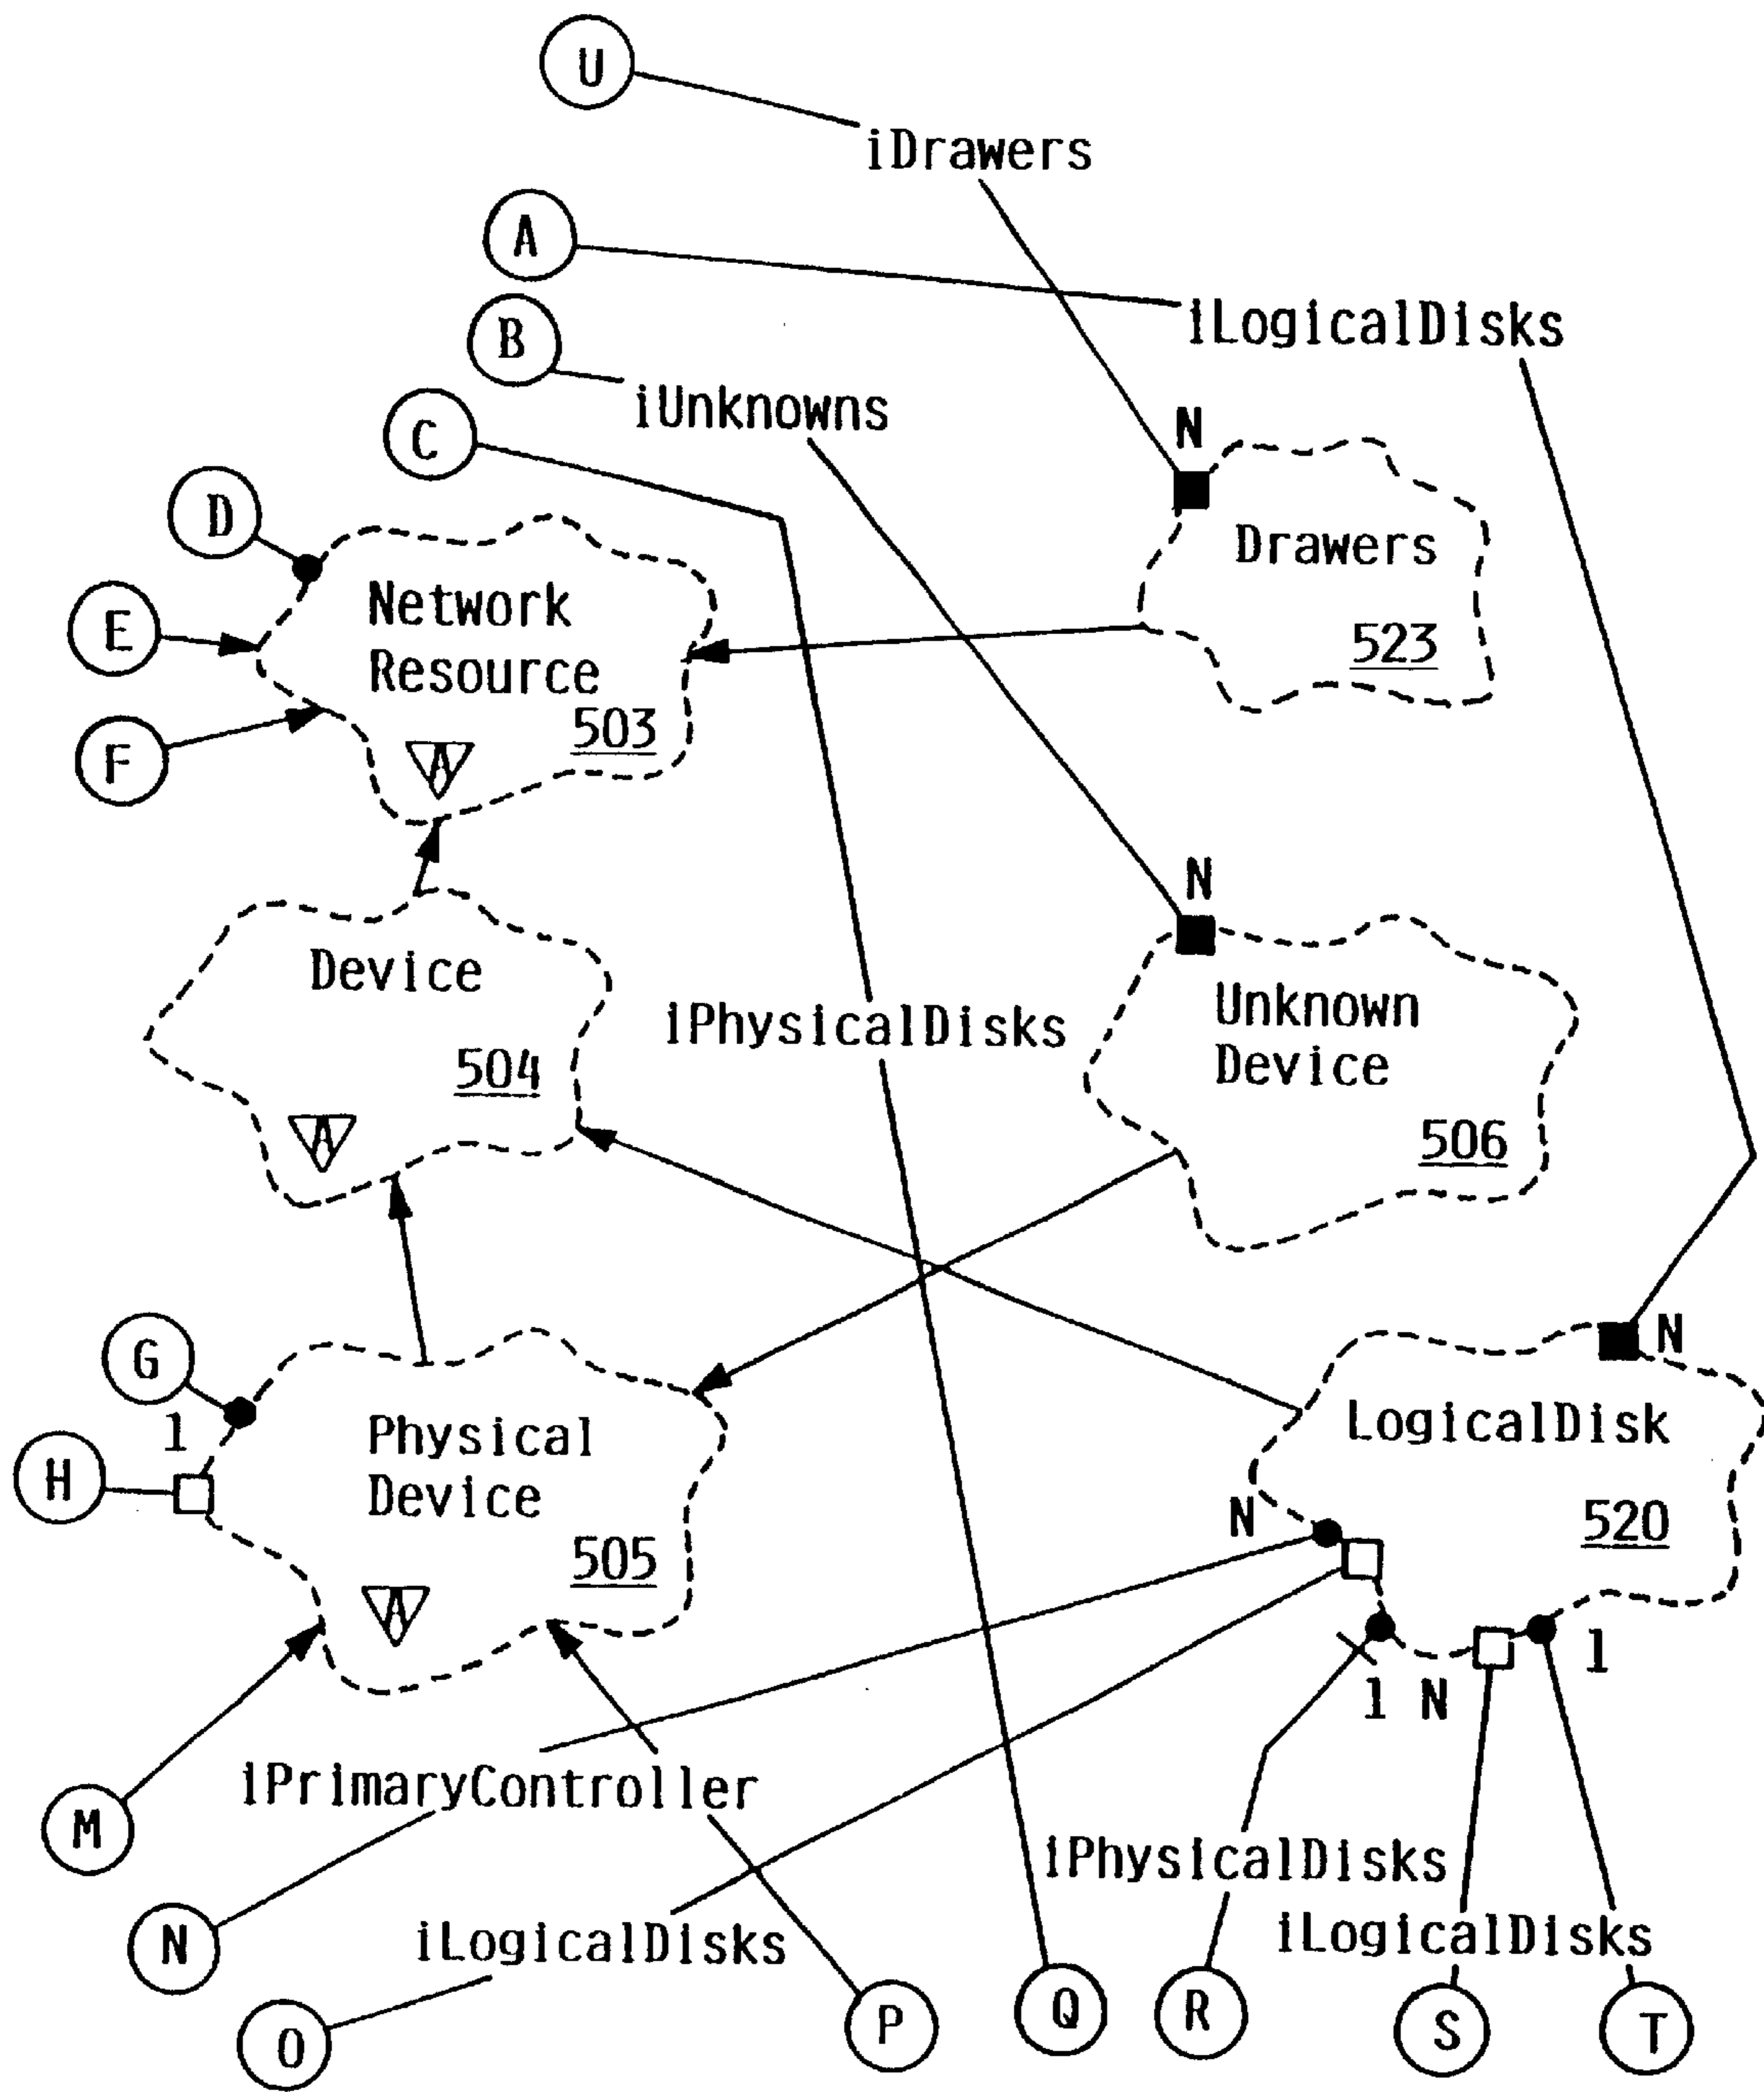 U
iDrawers
A
iLogicalDisks
B
iUnknowns
C
N
D
Drawers
E
Network
Resource
523
503
F
A
N
Device
Unknown
Device
iPhysicalDisks
504
506
A
N
G
1
Physical
Device
LogicalDisk
H
N
520
505
A
1
1 N
M
iPrimaryController
iPhysicalDisks
N
iLogicalDisks
iLogicalDisks
O
P
Q
R
S
T